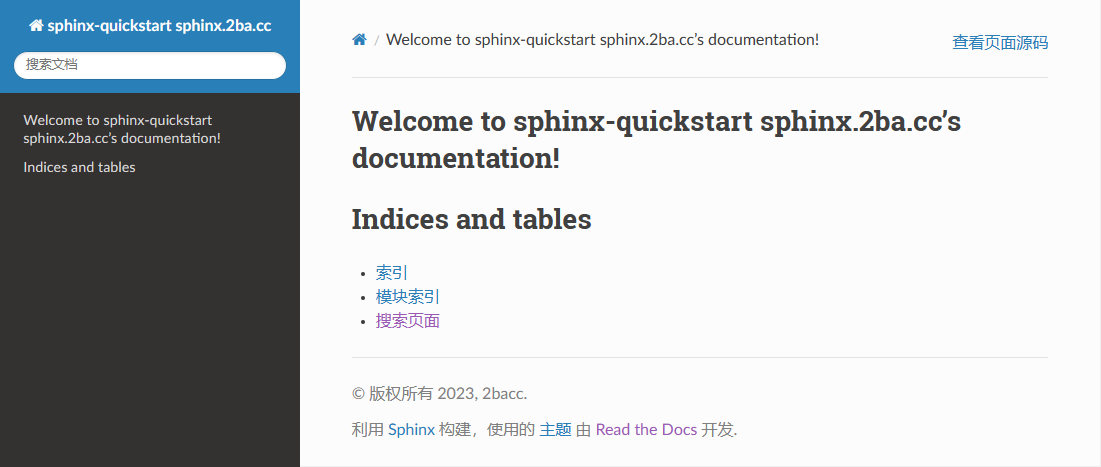 sphinx-quickstart sphinx.2ba.cc
搜索文档
Welcome to sphinx-quickstart
sphinx.2ba.cc’s documentation!
Indices and tables
/ Welcome to sphinx-quickstart sphinx.2ba.cc’s documentation!
查看页面源码
Welcome to sphinx-quickstart sphinx.2ba.cc’s
documentation!
Indices and tables
• 索引
• 模块索引
• 搜索页面
© 版权所有 2023, 2bacc.
利用 Sphinx 构建，使用的 主题 由 Read the Docs 开发.